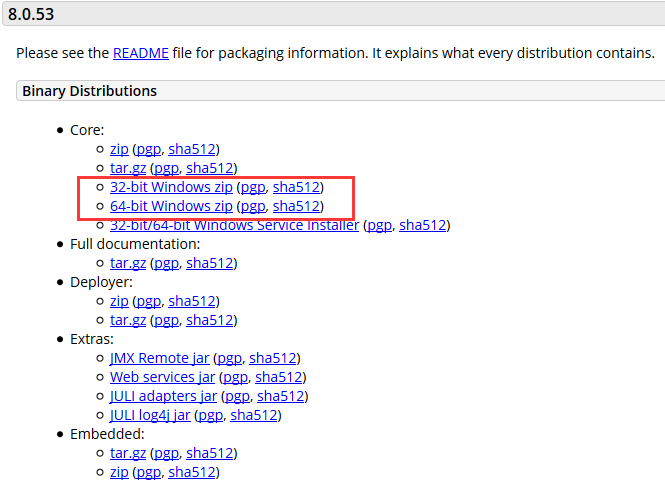 8.0.53
Please see the README file for packaging information. It explains what every distribution contains.
Binary Distributions
Core:
zip (pgp, sha512)
tar.gz (pgp, sha512)
32-bit Windows zip (pgp, sha512)
64-bit Windows zip (pgp, sha512)
32-bit/64-bit Windows Service Installer (pgp, sha512)
Full documentation:
tar.gz (pgp, sha512)
Deployer:
zip (pgp, sha512)
tar.gz (pgp, sha512)
Extras:
JMX Remote jar (pgp, sha512)
Web services jar (pgp, sha512)
JULI adapters jar (pgp, sha512)
JULI log4j jar (pgp, sha512)
Embedded:
tar.gz (pgp, sha512)
zip (pgp, sha512)